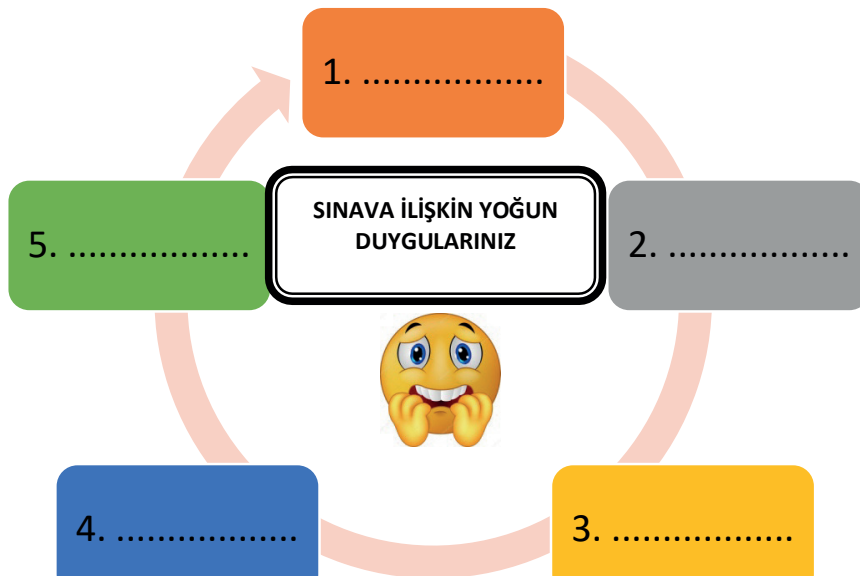 1. ..................
SINAVA İLİŞKİN YOĞUN
DUYGULARINIZ
5. ..................
2. ..................
4. ..................
3. ..................